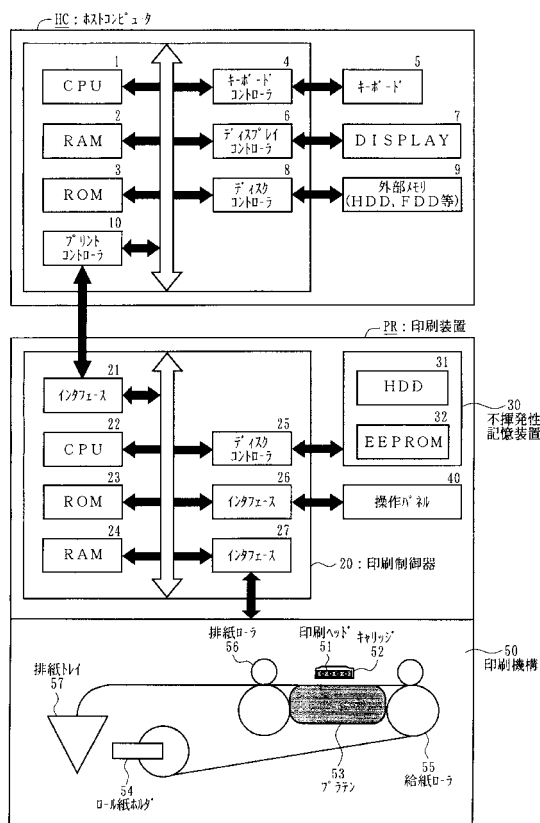 HC：ホストコンピュータ
1
CPU
2
RAM
3
ROM
10
プリント
コントローラ
4
キーボード
コントローラ
5
キーボード
6
ディスプレイ
コントローラ
7
DISPLAY
8
ディスク
コントローラ
9
外部メモリ
(HDD,FDD等)
PR：印刷装置
21
インタフェース
22
CPU
23
ROM
24
RAM
25
ディスク
コントローラ
26
インタフェース
27
インタフェース
31
HDD
32
EEPROM
30
不揮発性
記憶装置
40
操作パネル
20：印刷制御器
50
印刷機構
排紙ローラ
56
印刷ヘッド
51
キャリッジ
52
排紙トレイ
57
54
ロール紙ホルダ
53
プラテン
55
給紙ローラ